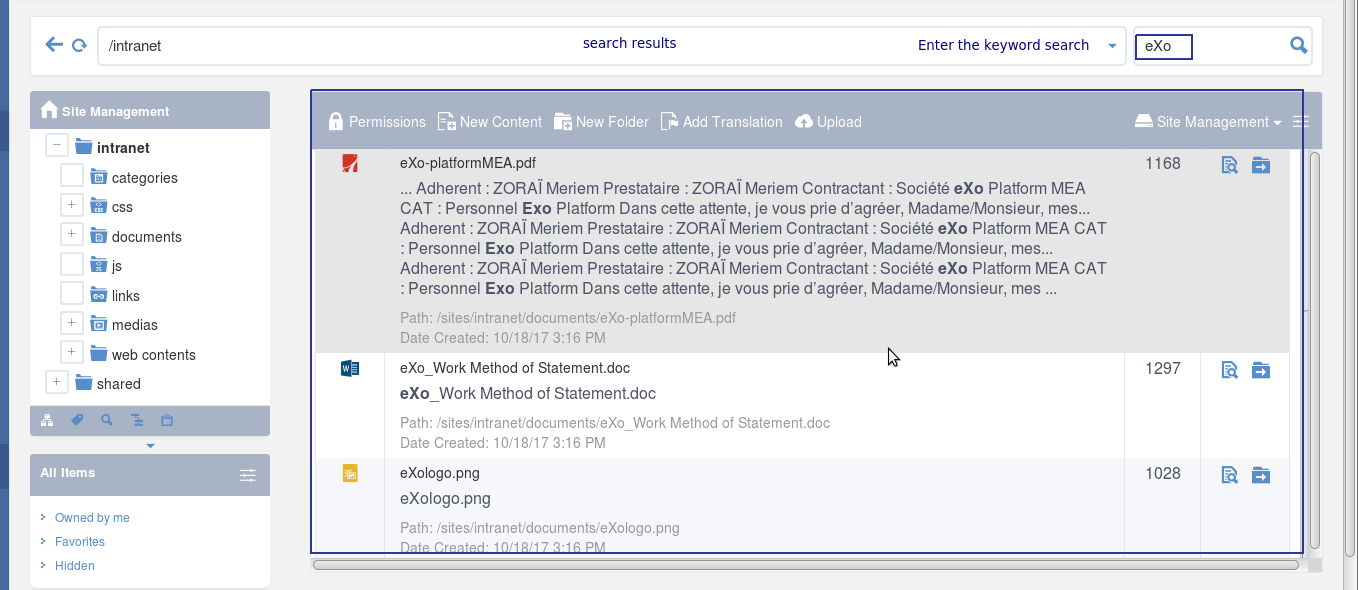 /intranet
search results
Enter the keyword search
eXo
Site Management
intranet
categories
css
documents
js
links
medias
web contents
shared
All Items
Owned by me
Favorites
Hidden
Permissions
New Content
New Folder
Add Translation
Upload
Site Management
eXo-platformMEA.pdf
1168
... Adherent : ZORAÏ Meriem Prestataire : ZORAÏ Meriem Contractant : Société eXo Platform MEA
CAT : Personnel Exo Platform Dans cette attente, je vous prie d’agréer, Madame/Monsieur, mes...
Adherent : ZORAÏ Meriem Prestataire : ZORAÏ Meriem Contractant : Société eXo Platform MEA CAT
: Personnel Exo Platform Dans cette attente, je vous prie d’agréer, Madame/Monsieur, mes...
Adherent : ZORAÏ Meriem Prestataire : ZORAÏ Meriem Contractant : Société eXo Platform MEA CAT
: Personnel Exo Platform Dans cette attente, je vous prie d’agréer, Madame/Monsieur, mes ...
Path: /sites/intranet/documents/eXo-platformMEA.pdf
Date Created: 10/18/17 3:16 PM
eXo_Work Method of Statement.doc
1297
eXo_Work Method of Statement.doc
Path: /sites/intranet/documents/eXo_Work Method of Statement.doc
Date Created: 10/18/17 3:16 PM
eXologo.png
1028
eXologo.png
Path: /sites/intranet/documents/eXologo.png
Date Created: 10/18/17 3:16 PM